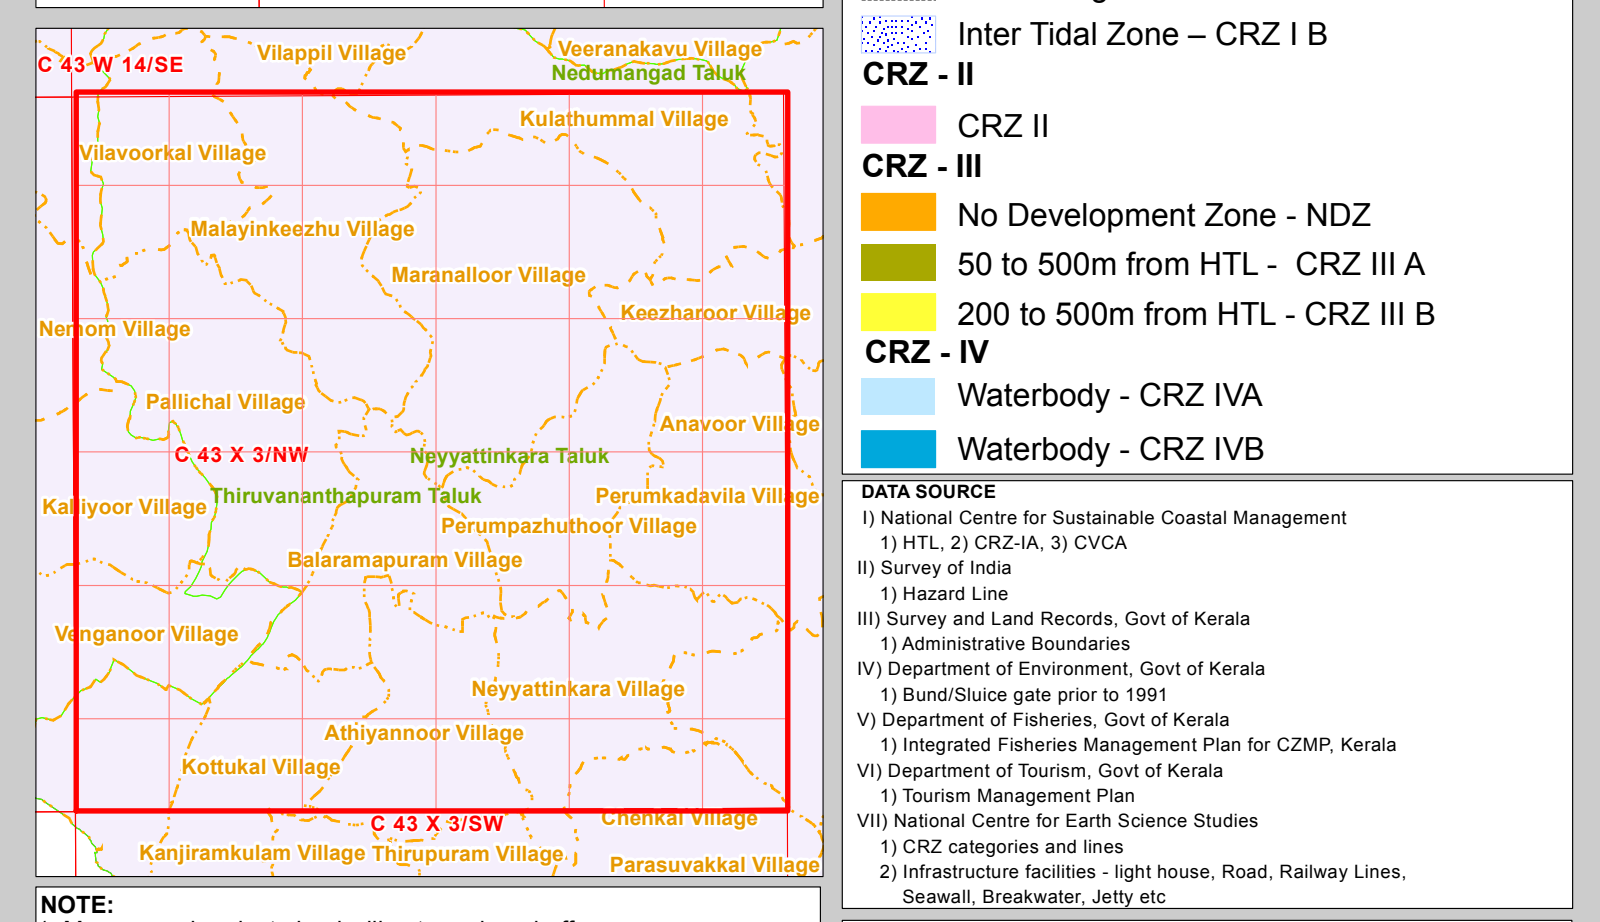 Vilappil Village
Veeranakavu Village
C 43 W 14/SE
Nedumangad Taluk
Kulathummal Village
Vilavoorkal Village
Malayinkeezhu Village
Maranalloor Village
Keezharoor Village
Nemom Village
Pallichal Village
Anavoor Village
C 43 X 3/NW
Neyyattinkara Taluk
Thiruvananthapuram Taluk
Perumkadavila Village
Kalliyoor Village
Perumpazhuthoor Village
Balaramapuram Village
Venganoor Village
Neyyattinkara Village
Athiyannoor Village
Kottukal Village
C 43 X 3/SW
Chenkal Village
Kanjiramkulam Village
Thirupuram Village
Parasuvakkal Village
NOTE:
Inter Tidal Zone – CRZ I B
CRZ - II
CRZ II
CRZ - III
No Development Zone - NDZ
50 to 500m from HTL - CRZ III A
200 to 500m from HTL - CRZ III B
CRZ - IV
Waterbody - CRZ IVA
Waterbody - CRZ IVB
DATA SOURCE
I) National Centre for Sustainable Coastal Management
1) HTL, 2) CRZ-IA, 3) CVCA
II) Survey of India
1) Hazard Line
III) Survey and Land Records, Govt of Kerala
1) Administrative Boundaries
IV) Department of Environment, Govt of Kerala
1) Bund/Sluice gate prior to 1991
V) Department of Fisheries, Govt of Kerala
1) Integrated Fisheries Management Plan for CZMP, Kerala
VI) Department of Tourism, Govt of Kerala
1) Tourism Management Plan
VII) National Centre for Earth Science Studies
1) CRZ categories and lines
2) Infrastructure facilities - light house, Road, Railway Lines,
Seawall, Breakwater, Jetty etc